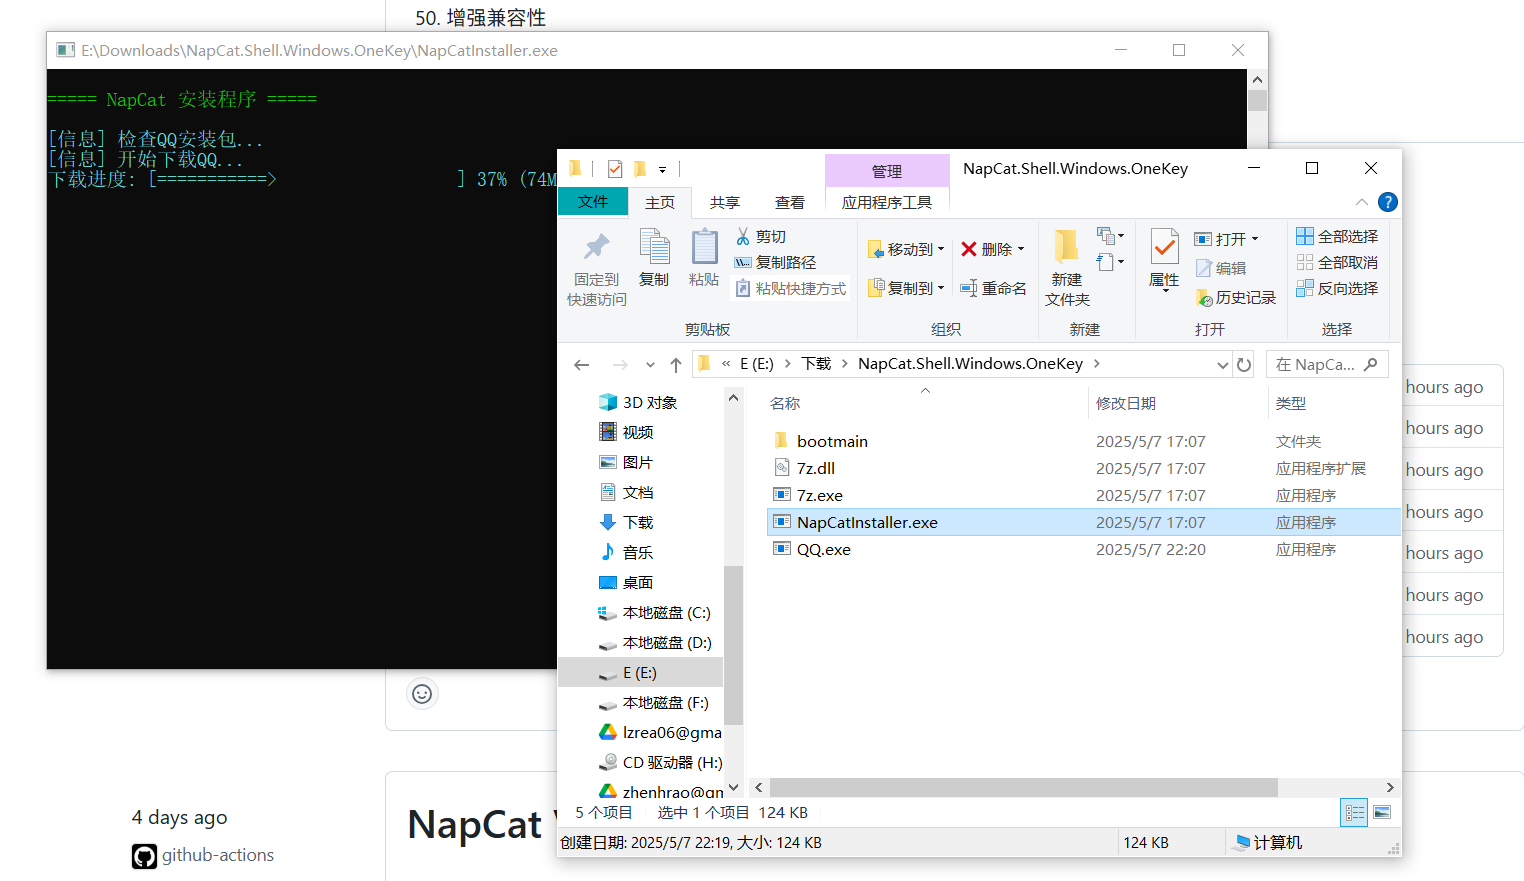 50. 增强兼容性
E:\Downloads\NapCat.Shell.Windows.OneKey\NapCatInstaller.exe
===== NapCat 安装程序 =====
[信息] 检查QQ安装包...
[信息] 开始下载QQ...
下载进度: [===========> ] 37% (74M
管理
NapCat.Shell.Windows.OneKey
文件
主页
共享
查看
应用程序工具
固定到
快速访问
复制
粘贴
剪切
复制路径
粘贴快捷方式
剪贴板
移动到
复制到
删除
重命名
组织
新建
文件夹
新建
属性
打开
编辑
历史记录
打开
全部选择
全部取消
反向选择
选择
« E (E:) > 下载 > NapCat.Shell.Windows.OneKey >
在 NapCa...
3D 对象
视频
图片
文档
下载
音乐
桌面
本地磁盘 (C:)
本地磁盘 (D:)
E (E:)
本地磁盘 (F:)
lzrea06@gma
CD 驱动器 (H:)
zhenhrao@gm
名称 修改日期 类型
bootmain 2025/5/7 17:07 文件夹
7z.dll 2025/5/7 17:07 应用程序扩展
7z.exe 2025/5/7 17:07 应用程序
NapCatInstaller.exe 2025/5/7 17:07 应用程序
QQ.exe 2025/5/7 22:20 应用程序
5 个项目 选中 1 个项目 124 KB
创建日期: 2025/5/7 22:19, 大小: 124 KB 124 KB 计算机
hours ago
hours ago
hours ago
hours ago
hours ago
hours ago
hours ago
4 days ago
github-actions
NapCat